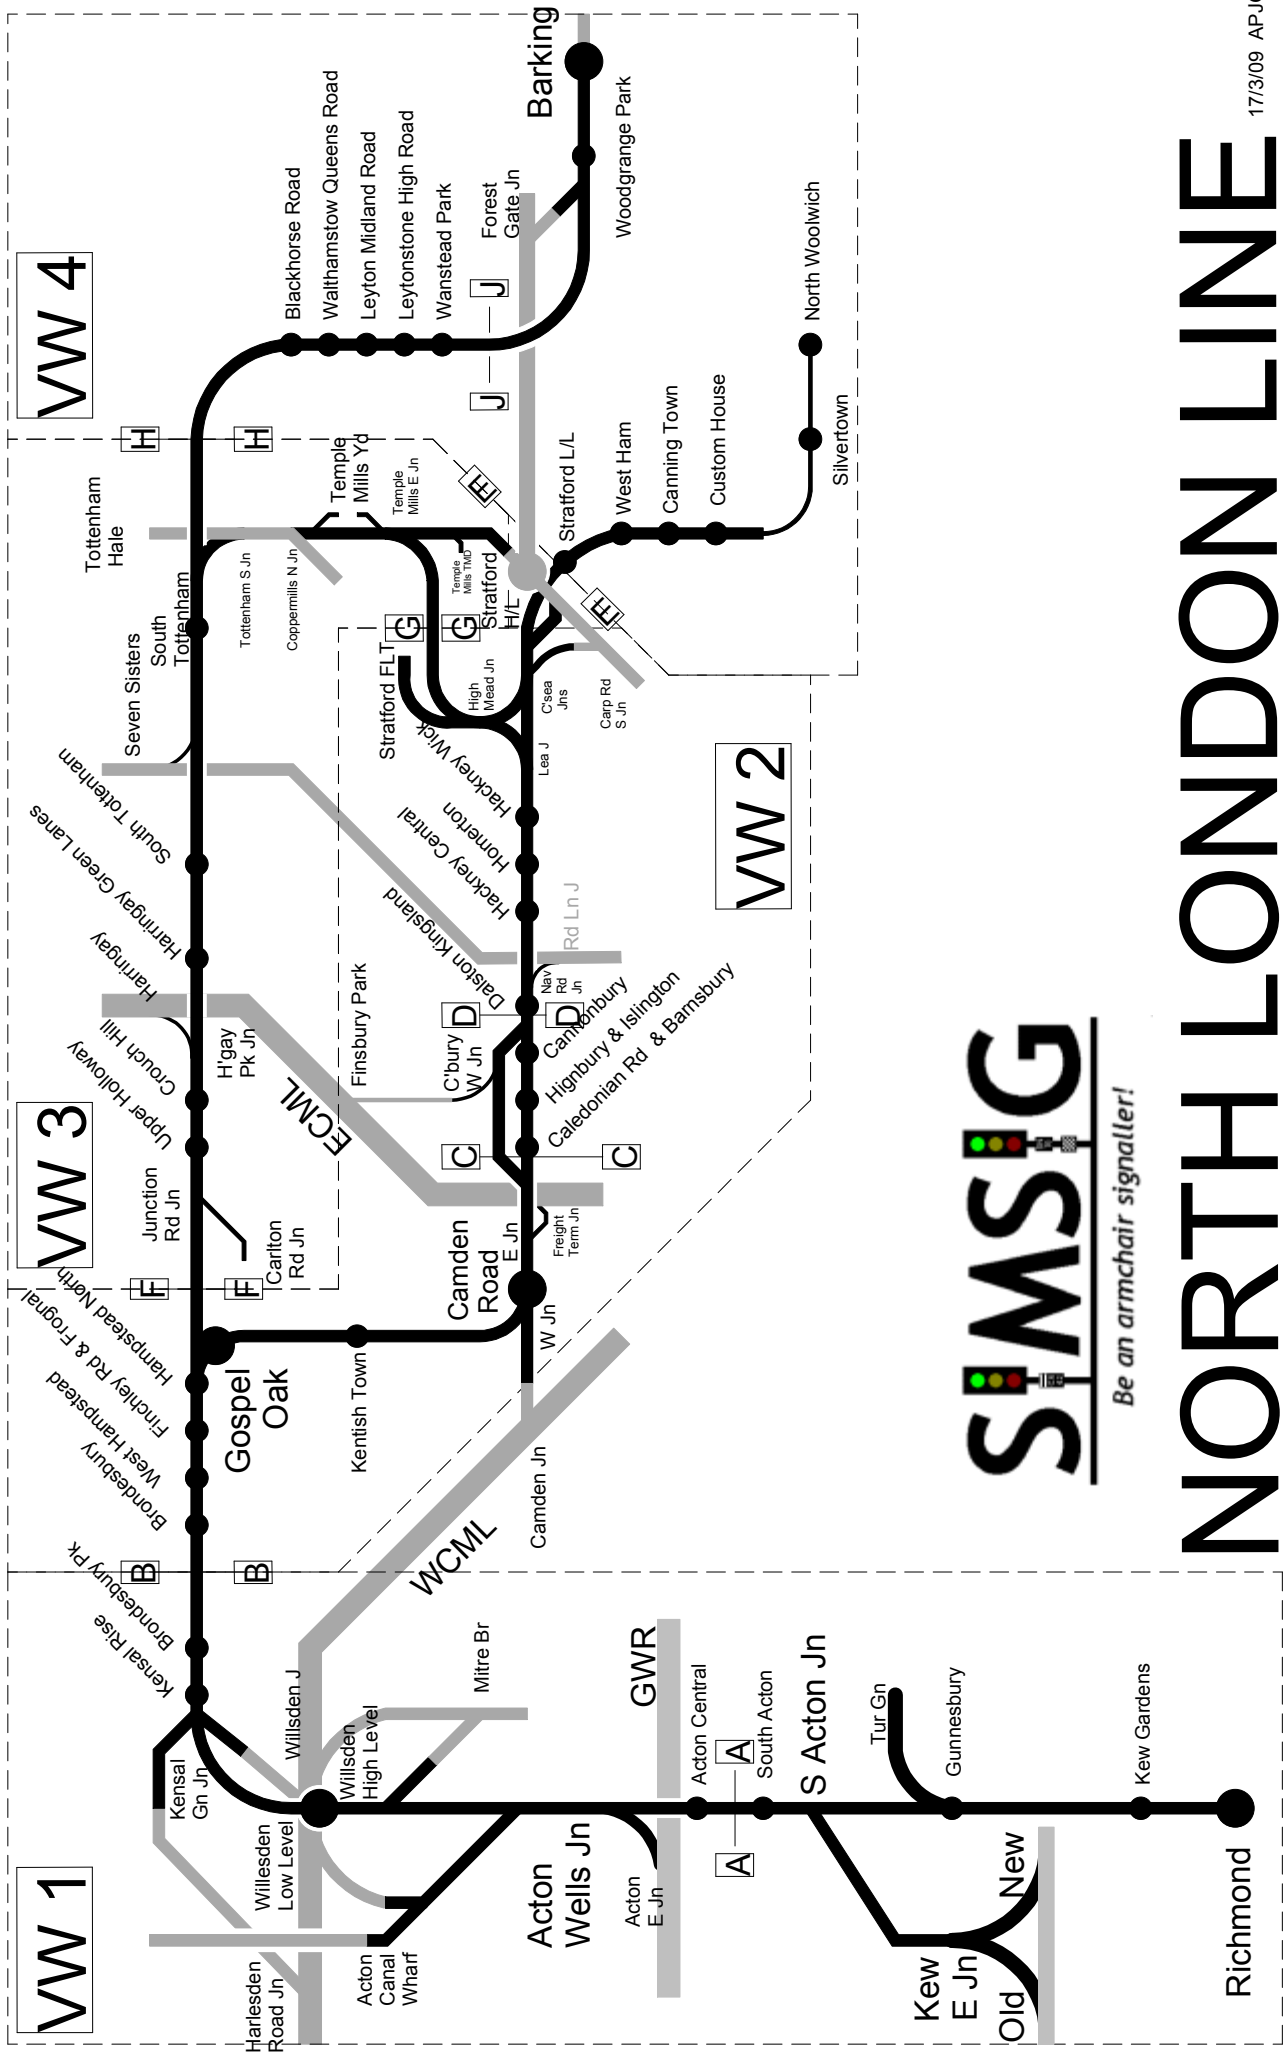 VW 1
VW 3
VW 4
VW 2
Harlesden
Road Jn
Willesden
Low Level
Kensal
Gn Jn
Willsden J
Willsden
High Level
Acton
Canal
Wharf
Mitre Br
Acton
Wells Jn
Acton
E Jn
GWR
Acton Central
South Acton
A
A
S Acton Jn
Tur Gn
Gunnesbury
Kew
E Jn
Old
New
Kew Gardens
Richmond
Kensal Rise
Brondesbury Pk
B
B
Brondesbury
West Hampstead
Finchley Rd & Frognal
Hampstead North
Gospel
Oak
Kentish Town
WCML
Camden Jn
W Jn
Camden
Road
E Jn
Freight
Term Jn
F
F
Carlton
Rd Jn
Junction
Rd Jn
Upper Holloway
Crouch Hill
H'gay
Pk Jn
ECML
Harringay
Harringay Green Lanes
South Tottenham
Seven Sisters
South
Tottenham
Tottenham
Hale
Tottenham S Jn
Coppermills N Jn
Temple
Mills Yd
Temple
Mills E Jn
Temple
Mills TMD
H
H
Blackhorse Road
Walthamstow Queens Road
Leyton Midland Road
Leytonstone High Road
Wanstead Park
J
J
Forest
Gate Jn
Woodgrange Park
Barking
C
C
Caledonian Rd & Barnsbury
Hignbury & Islington
Cannonbury
Finsbury Park
C'bury
W Jn
D
D
Nav
Rd
Jn
Rd Ln J
Dalston Kingsland
Hackney Central
Homerton
Hackney Wick
Lea J
Stratford FLT
High
Mead Jn
C'sea
Jns
Carp Rd
S Jn
G
G
Stratford
H/L
E
E
Stratford L/L
West Ham
Canning Town
Custom House
Silvertown
North Woolwich
SIMSIG
Be an armchair signaller!
NORTH LONDON LINE
17/3/09